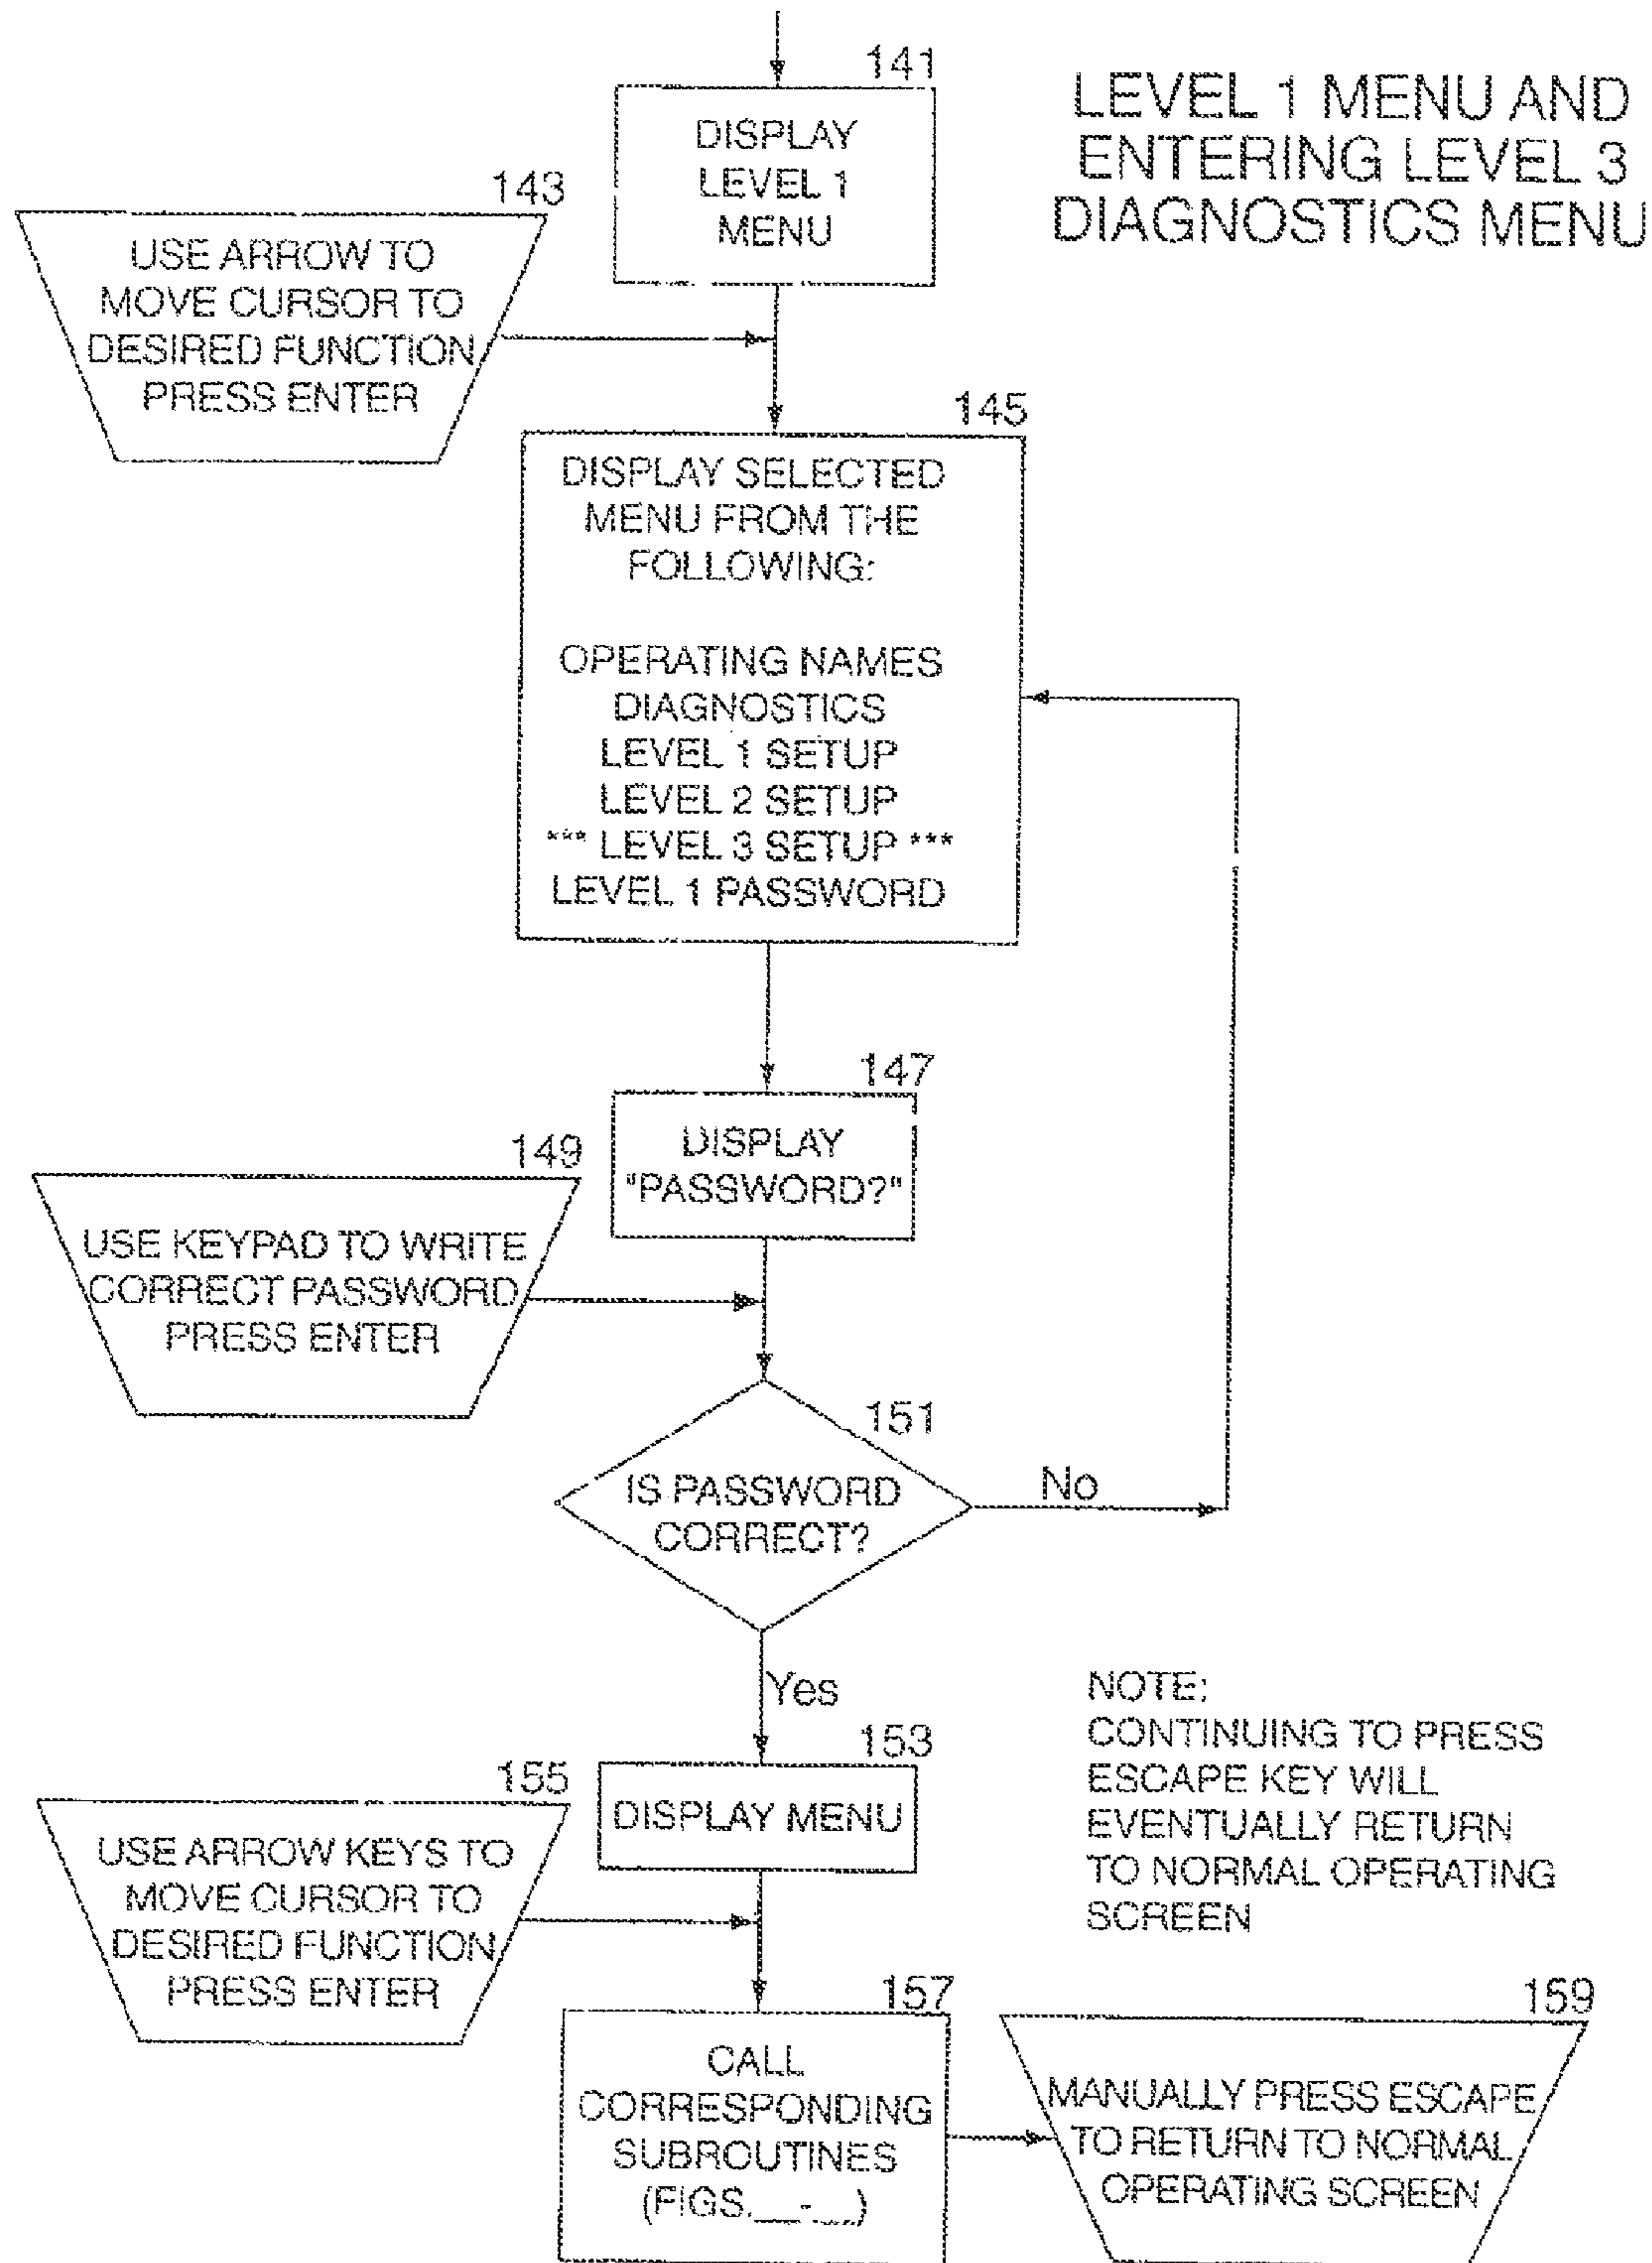 141
DISPLAY
LEVEL 1
MENU
LEVEL 1 MENU AND
ENTERING LEVEL 3
DIAGNOSTICS MENU
143
USE ARROW TO
MOVE CURSOR TO
DESIRED FUNCTION
PRESS ENTER
145
DISPLAY SELECTED
MENU FROM THE
FOLLOWING:
OPERATING NAMES
DIAGNOSTICS
LEVEL 1 SETUP
LEVEL 2 SETUP
*** LEVEL 3 SETUP ***
LEVEL 1 PASSWORD
147
DISPLAY
"PASSWORD?"
149
USE KEYPAD TO WRITE
CORRECT PASSWORD
PRESS ENTER
151
IS PASSWORD
CORRECT?
No
Yes
153
DISPLAY MENU
155
USE ARROW KEYS TO
MOVE CURSOR TO
DESIRED FUNCTION
PRESS ENTER
NOTE:
CONTINUING TO PRESS
ESCAPE KEY WILL
EVENTUALLY RETURN
TO NORMAL OPERATING
SCREEN
157
CALL
CORRESPONDING
SUBROUTINES
(FIGS.__-__)
159
MANUALLY PRESS ESCAPE
TO RETURN TO NORMAL
OPERATING SCREEN